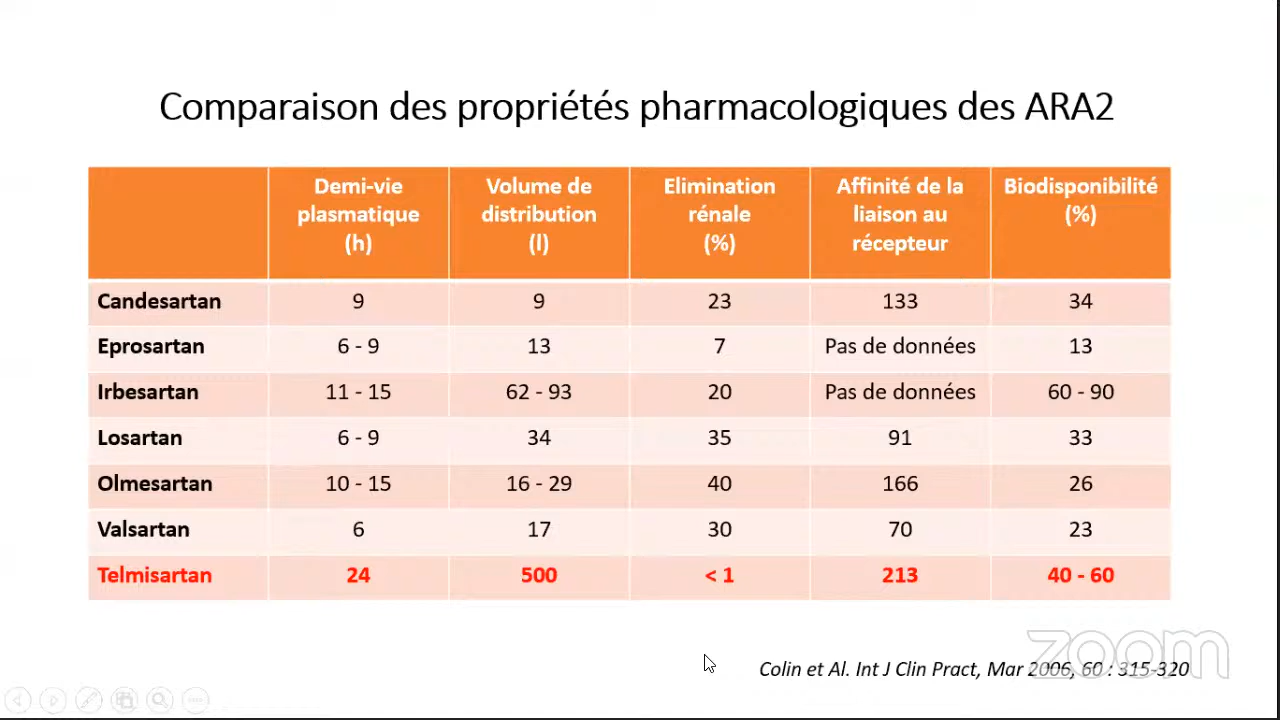 Comparaison des propriétés pharmacologiques des ARA2
Demi-vie plasmatique (h) Volume de distribution (l) Elimination rénale (%) Affinité de la liaison au récepteur Biodisponibilité (%)
Candesartan 9 9 23 133 34
Eprosartan 6 - 9 13 7 Pas de données 13
Irbesartan 11 - 15 62 - 93 20 Pas de données 60 - 90
Losartan 6 - 9 34 35 91 33
Olmesartan 10 - 15 16 - 29 40 166 26
Valsartan 6 17 30 70 23
Telmisartan 24 500 < 1 213 40 - 60
Colin et Al. Int J Clin Pract, Mar 2006, 60 : 315-320
zoom